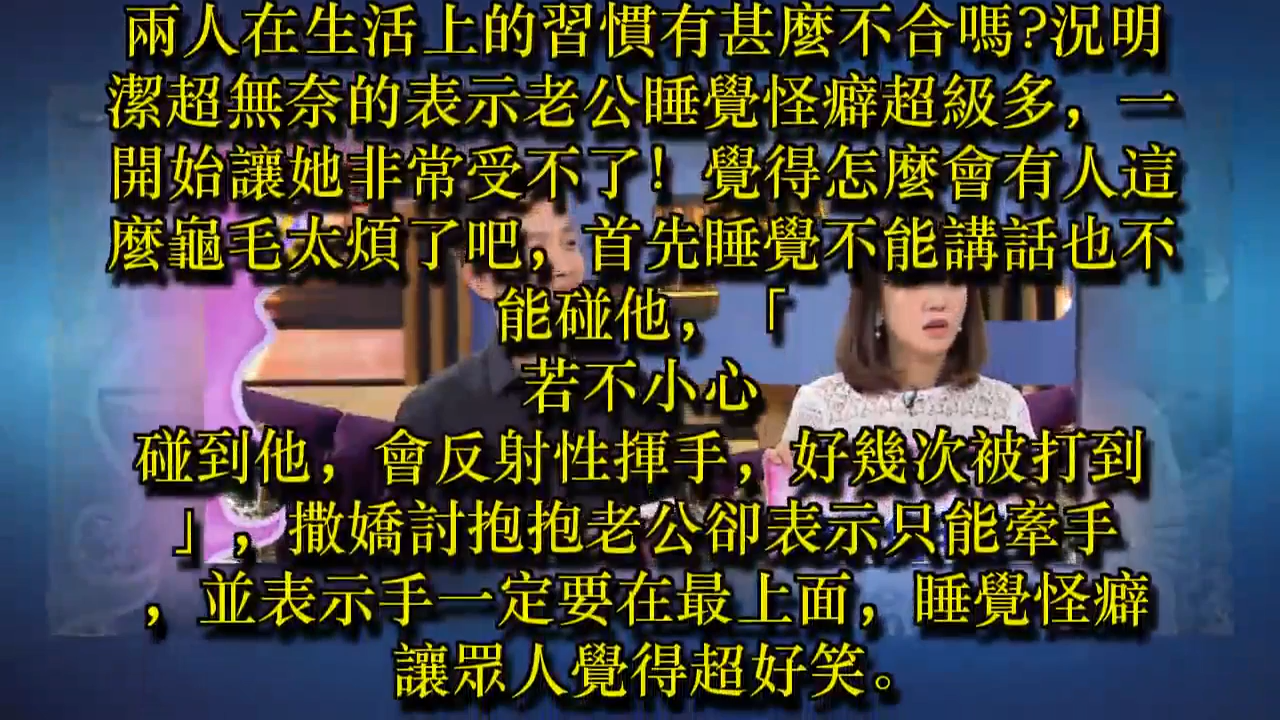 兩人在生活上的習慣有甚麼不合嗎?況明
潔超無奈的表示老公睡覺怪癖超級多，一
開始讓她非常受不了！覺得怎麼會有人這
麼龜毛太煩了吧，首先睡覺不能講話也不
能碰他，「
若不小心
碰到他，會反射性揮手，好幾次被打到
」，撒嬌討抱抱老公卻表示只能牽手
，並表示手一定要在最上面，睡覺怪癖
讓眾人覺得超好笑。